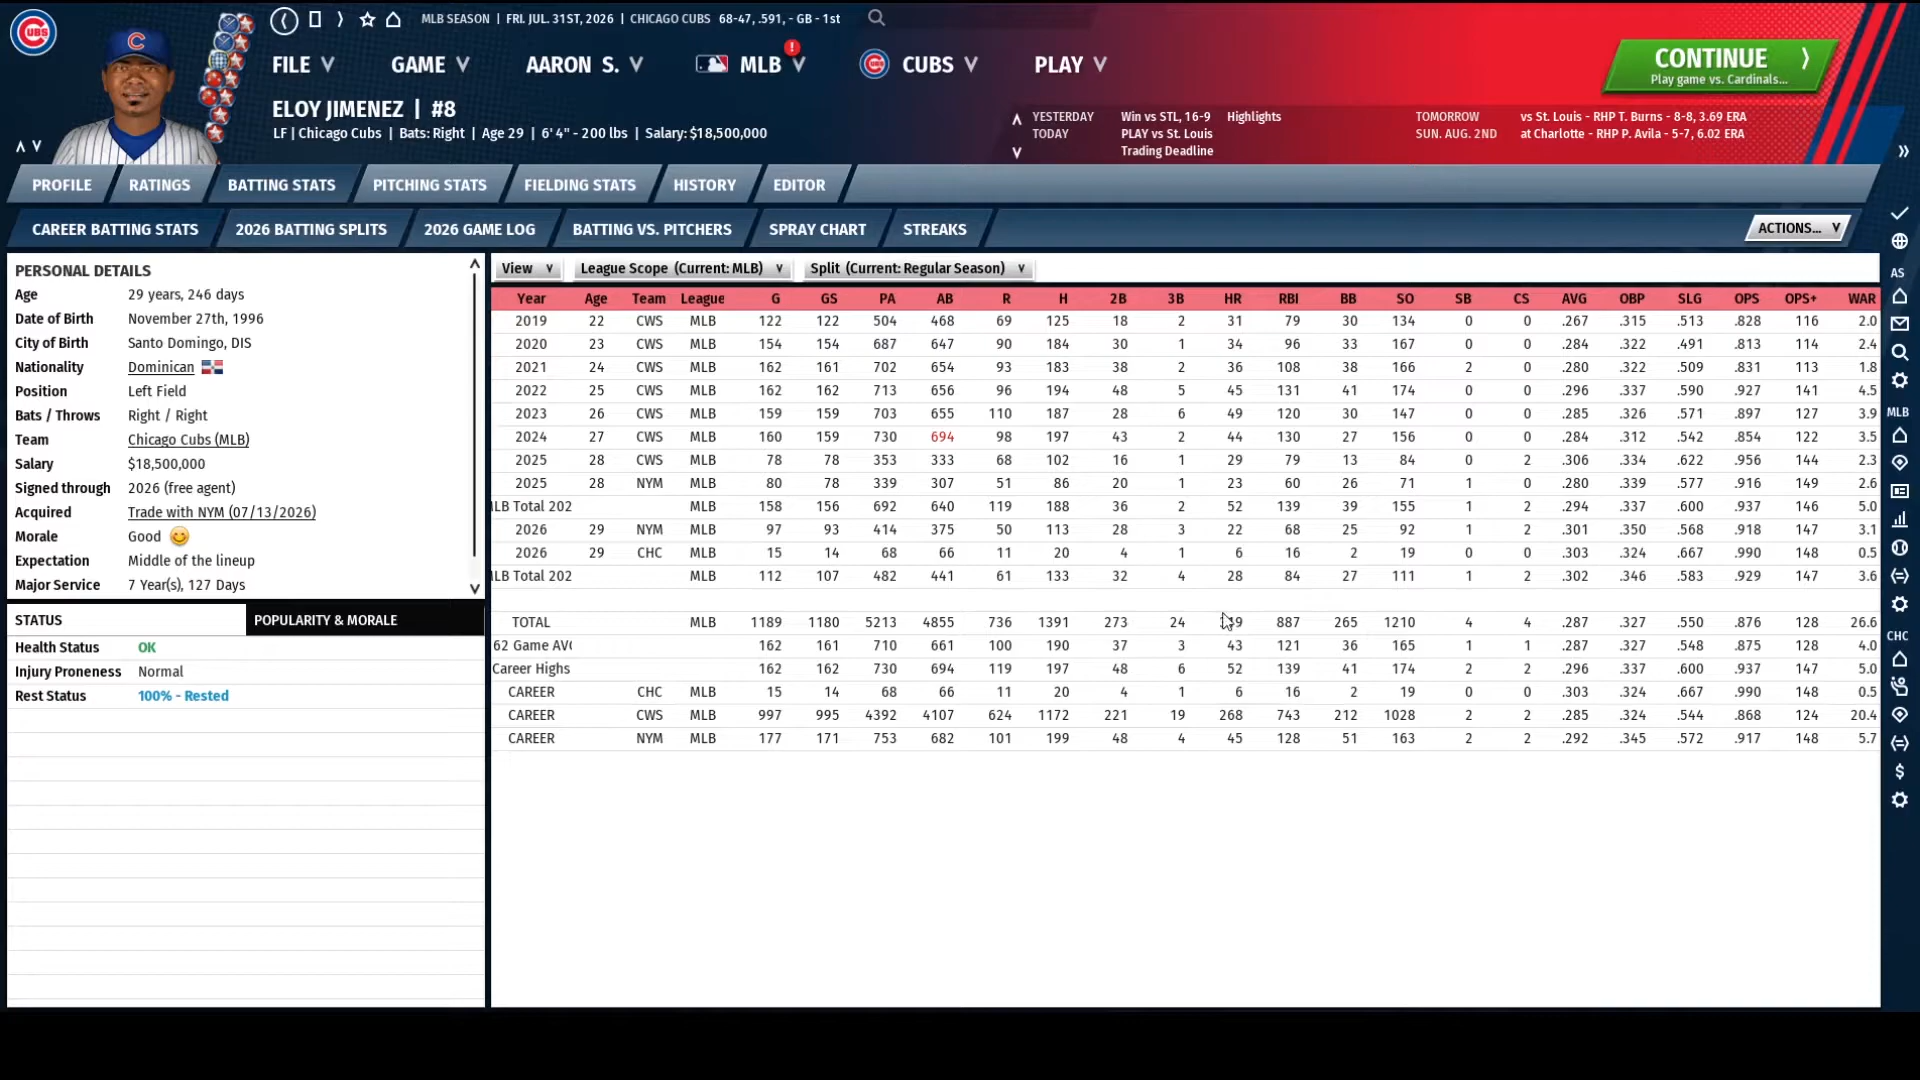 MLB SEASON | FRI. JUL. 31ST, 2026 | CHICAGO CUBS 68-47, .591, - GB - 1st
FILE GAME AARON S. MLB CUBS PLAY
CONTINUE
Play game vs. Cardinals...
ELOY JIMENEZ | #8
LF | Chicago Cubs | Bats: Right | Age 29 | 6' 4" - 200 lbs | Salary: $18,500,000
YESTERDAY Win vs STL, 16-9 Highlights TOMORROW vs St. Louis - RHP T. Burns - 8-8, 3.69 ERA
TODAY PLAY vs St. Louis SUN. AUG. 2ND at Charlotte - RHP P. Avila - 5-7, 6.02 ERA
Trading Deadline
PROFILE RATINGS BATTING STATS PITCHING STATS FIELDING STATS HISTORY EDITOR
CAREER BATTING STATS 2026 BATTING SPLITS 2026 GAME LOG BATTING VS. PITCHERS SPRAY CHART STREAKS ACTIONS...
PERSONAL DETAILS
Age 29 years, 246 days
Date of Birth November 27th, 1996
City of Birth Santo Domingo, DIS
Nationality Dominican
Position Left Field
Bats / Throws Right / Right
Team Chicago Cubs (MLB)
Salary $18,500,000
Signed through 2026 (free agent)
Acquired Trade with NYM (07/13/2026)
Morale Good
Expectation Middle of the lineup
Major Service 7 Year(s), 127 Days
STATUS POPULARITY & MORALE
Health Status OK
Injury Proneness Normal
Rest Status 100% - Rested
View League Scope (Current: MLB) Split (Current: Regular Season)
Year Age Team League G GS PA AB R H 2B 3B HR RBI BB SO SB CS AVG OBP SLG OPS OPS+ WAR
2019 22 CWS MLB 122 122 504 468 69 125 18 2 31 79 30 134 0 0 .267 .315 .513 .828 116 2.0
2020 23 CWS MLB 154 154 687 647 90 184 30 1 34 96 33 167 0 0 .284 .322 .491 .813 114 2.4
2021 24 CWS MLB 162 161 702 654 93 183 38 2 36 108 38 166 2 0 .280 .322 .509 .831 113 1.8
2022 25 CWS MLB 162 162 713 656 96 194 48 5 45 131 41 174 0 0 .296 .337 .590 .927 141 4.5
2023 26 CWS MLB 159 159 703 655 110 187 28 6 49 120 30 147 0 0 .285 .326 .571 .897 127 3.9
2024 27 CWS MLB 160 159 730 694 98 197 43 2 44 130 27 156 0 0 .284 .312 .542 .854 122 3.5
2025 28 CWS MLB 78 78 353 333 68 102 16 1 29 79 13 84 0 2 .306 .334 .622 .956 144 2.3
2025 28 NYM MLB 80 78 339 307 51 86 20 1 23 60 26 71 1 0 .280 .339 .577 .916 149 2.6
MLB Total 202 MLB 158 156 692 640 119 188 36 2 52 139 39 155 1 2 .294 .337 .600 .937 146 5.0
2026 29 NYM MLB 97 93 414 375 50 113 28 3 22 68 25 92 1 2 .301 .350 .568 .918 147 3.1
2026 29 CHC MLB 15 14 68 66 11 20 4 1 6 16 2 19 0 0 .303 .324 .667 .990 148 0.5
MLB Total 202 MLB 112 107 482 441 61 133 32 4 28 84 27 111 1 2 .302 .346 .583 .929 147 3.6
TOTAL MLB 1189 1180 5213 4855 736 1391 273 24 887 265 1210 4 4 .287 .327 .550 .876 128 26.6
62 Game AVG 162 161 710 661 100 190 37 3 43 121 36 165 1 1 .287 .327 .548 .875 128 4.0
Career Highs 162 162 730 694 119 197 48 6 52 139 41 174 2 2 .296 .337 .600 .937 147 5.0
CAREER CHC MLB 15 14 68 66 11 20 4 1 6 16 2 19 0 0 .303 .324 .667 .990 148 0.5
CAREER CWS MLB 997 995 4392 4107 624 1172 221 19 268 743 212 1028 2 2 .285 .324 .544 .868 124 20.4
CAREER NYM MLB 177 171 753 682 101 199 48 4 45 128 51 163 2 2 .292 .345 .572 .917 148 5.7
AS
MLB
CHC